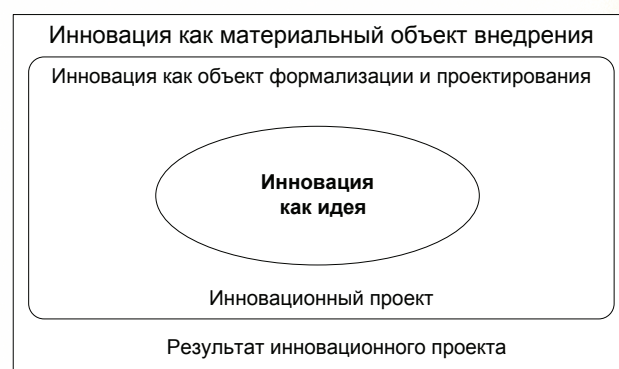 Инновация как материальный объект внедрения
Инновация как объект формализации и проектирования
Инновация
как идея
Инновационный проект
Результат инновационного проекта